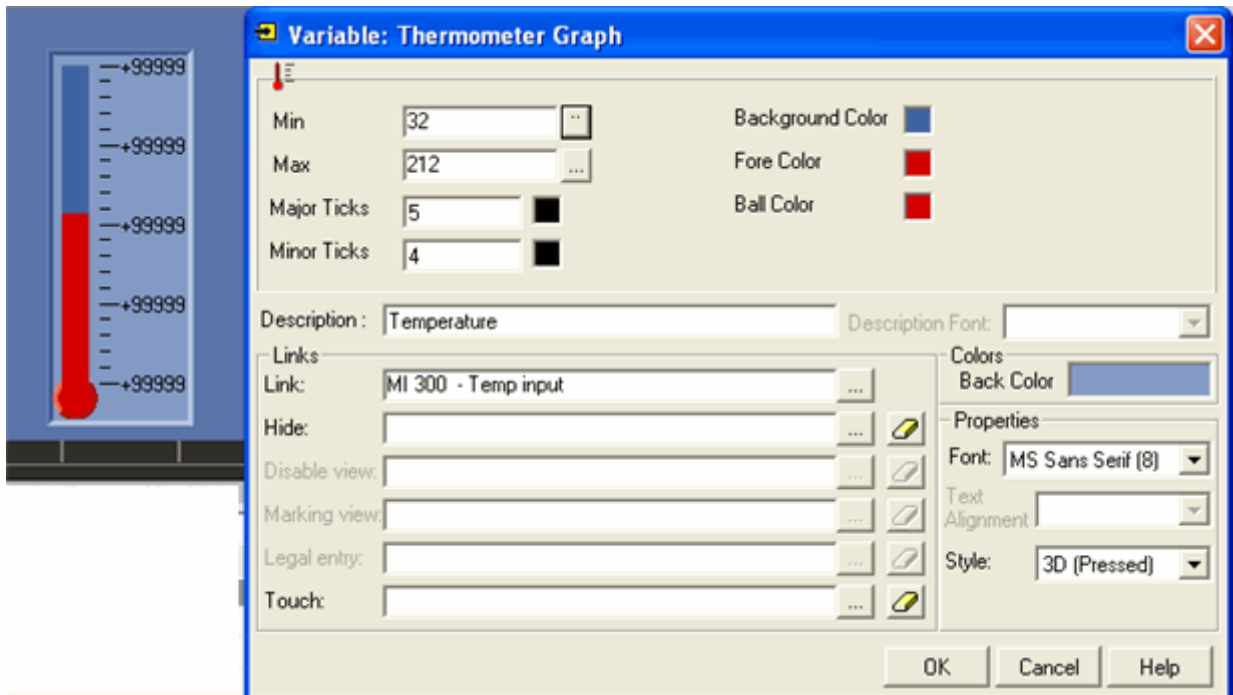 +99999
+99999
+99999
+99999
+99999
Variable: Thermometer Graph
Min 32 .. Background Color
Max 212 ... Fore Color
Major Ticks 5 Ball Color
Minor Ticks 4
Description : Temperature Description Font:
Links
Link: MI 300 - Temp input ...
Hide: ...
Disable view: ...
Marking view: ...
Legal entry: ...
Touch: ...
Colors
Back Color
Properties
Font: MS Sans Serif (8)
Text
Alignment
Style: 3D (Pressed)
OK Cancel Help